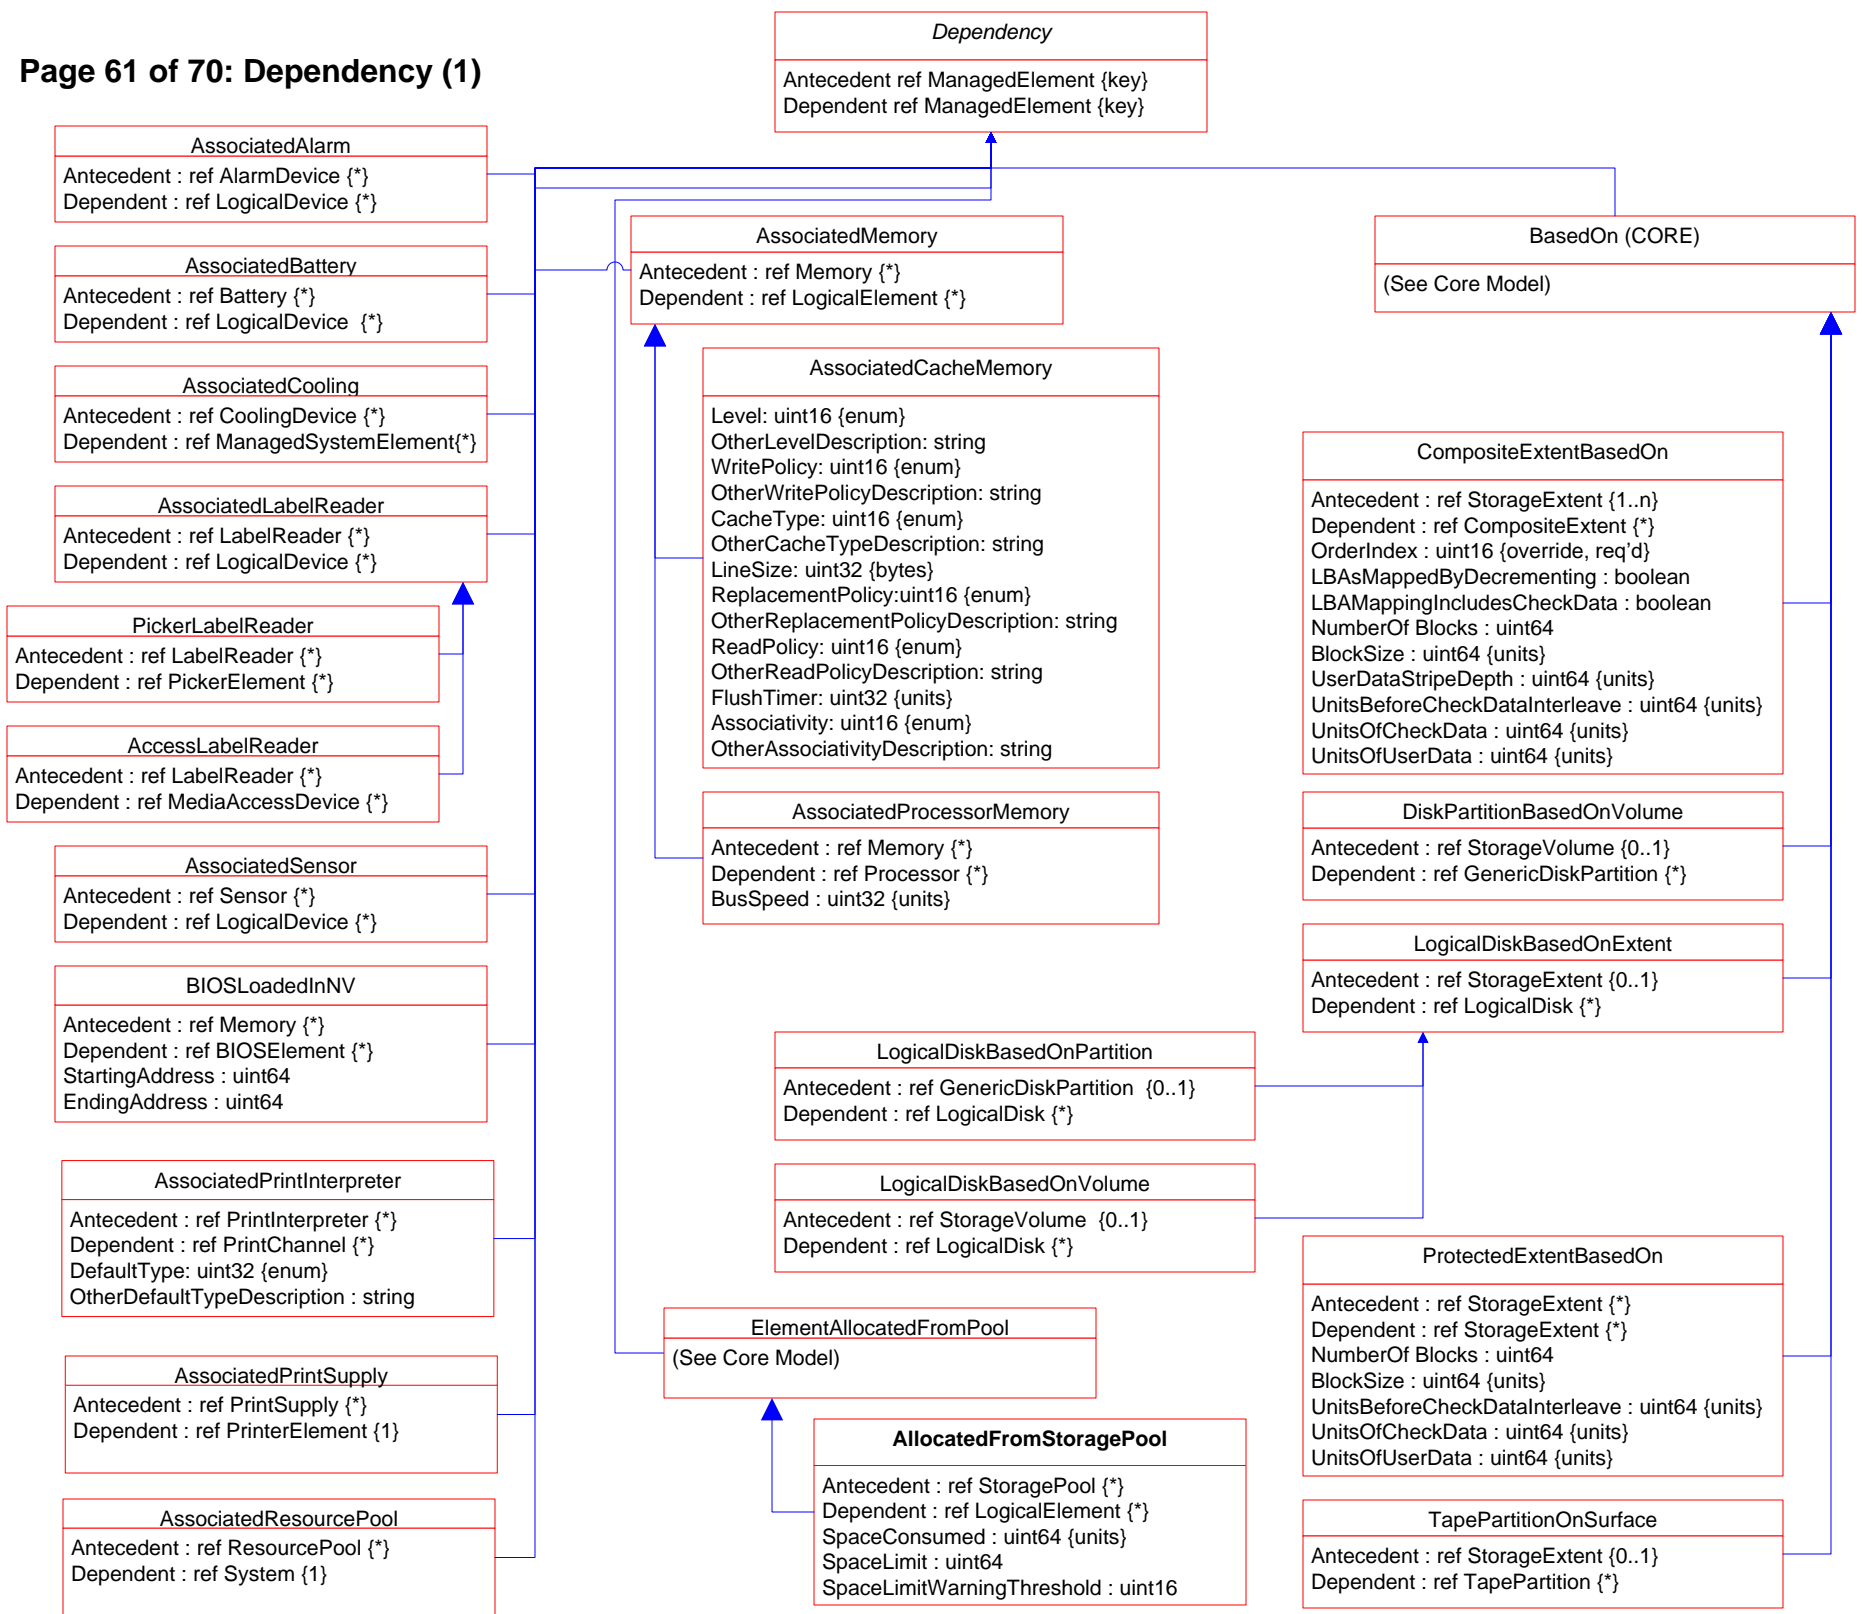 Page 61 of 70: Dependency (1)
Dependency
Antecedent ref ManagedElement {key}
Dependent ref ManagedElement {key}
AssociatedAlarm
Antecedent : ref AlarmDevice {*}
Dependent : ref LogicalDevice {*}
AssociatedBattery
Antecedent : ref Battery {*}
Dependent : ref LogicalDevice  {*}
AssociatedCooling
Antecedent : ref CoolingDevice {*}
Dependent : ref ManagedSystemElement{*}
AssociatedLabelReader
Antecedent : ref LabelReader {*}
Dependent : ref LogicalDevice {*}
PickerLabelReader
Antecedent : ref LabelReader {*}
Dependent : ref PickerElement {*}
AccessLabelReader
Antecedent : ref LabelReader {*}
Dependent : ref MediaAccessDevice {*}
AssociatedSensor
Antecedent : ref Sensor {*}
Dependent : ref LogicalDevice {*}
BIOSLoadedInNV
Antecedent : ref Memory {*}
Dependent : ref BIOSElement {*}
StartingAddress : uint64
EndingAddress : uint64
AssociatedPrintInterpreter
Antecedent : ref PrintInterpreter {*}
Dependent : ref PrintChannel {*}
DefaultType: uint32 {enum}
OtherDefaultTypeDescription : string
AssociatedPrintSupply
Antecedent : ref PrintSupply {*}
Dependent : ref PrinterElement {1}
AssociatedResourcePool
Antecedent : ref ResourcePool {*}
Dependent : ref System {1}
AssociatedMemory
Antecedent : ref Memory {*}
Dependent : ref LogicalElement {*}
AssociatedCacheMemory
Level: uint16 {enum}
OtherLevelDescription: string
WritePolicy: uint16 {enum}
OtherWritePolicyDescription: string
CacheType: uint16 {enum}
OtherCacheTypeDescription: string
LineSize: uint32 {bytes}
ReplacementPolicy:uint16 {enum}
OtherReplacementPolicyDescription: string
ReadPolicy: uint16 {enum}
OtherReadPolicyDescription: string
FlushTimer: uint32 {units}
Associativity: uint16 {enum}
OtherAssociativityDescription: string
AssociatedProcessorMemory
Antecedent : ref Memory {*}
Dependent : ref Processor {*}
BusSpeed : uint32 {units}
LogicalDiskBasedOnPartition
Antecedent : ref GenericDiskPartition  {0..1}
Dependent : ref LogicalDisk {*}
LogicalDiskBasedOnVolume
Antecedent : ref StorageVolume  {0..1}
Dependent : ref LogicalDisk {*}
ElementAllocatedFromPool
(See Core Model)
AllocatedFromStoragePool
Antecedent : ref StoragePool {*}
Dependent : ref LogicalElement {*}
SpaceConsumed : uint64 {units}
SpaceLimit : uint64
SpaceLimitWarningThreshold : uint16
BasedOn (CORE)
(See Core Model)
CompositeExtentBasedOn
Antecedent : ref StorageExtent {1..n}
Dependent : ref CompositeExtent {*}
OrderIndex : uint16 {override, req’d}
LBAsMappedByDecrementing : boolean
LBAMappingIncludesCheckData : boolean
NumberOf Blocks : uint64
BlockSize : uint64 {units}
UserDataStripeDepth : uint64 {units}
UnitsBeforeCheckDataInterleave : uint64 {units}
UnitsOfCheckData : uint64 {units}
UnitsOfUserData : uint64 {units}
DiskPartitionBasedOnVolume
Antecedent : ref StorageVolume {0..1}
Dependent : ref GenericDiskPartition {*}
LogicalDiskBasedOnExtent
Antecedent : ref StorageExtent {0..1}
Dependent : ref LogicalDisk {*}
ProtectedExtentBasedOn
Antecedent : ref StorageExtent {*}
Dependent : ref StorageExtent {*}
NumberOf Blocks : uint64
BlockSize : uint64 {units}
UnitsBeforeCheckDataInterleave : uint64 {units}
UnitsOfCheckData : uint64 {units}
UnitsOfUserData : uint64 {units}
TapePartitionOnSurface
Antecedent : ref StorageExtent {0..1}
Dependent : ref TapePartition {*}